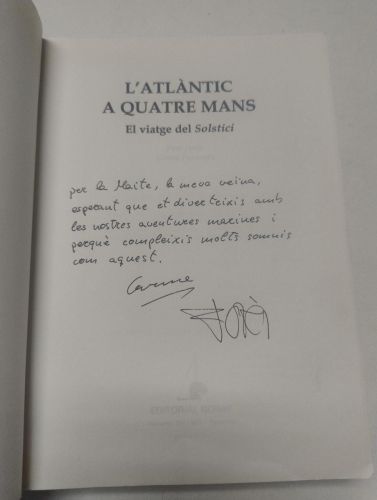 L'ATLÀNTIC
A QUATRE MANS
El viatge del Solstici
per la Maite, la meva veïna,
esperant que et diverteixis amb
les nostres aventures marines i
perquè compleixis molts somnis
com aquest.
Carme